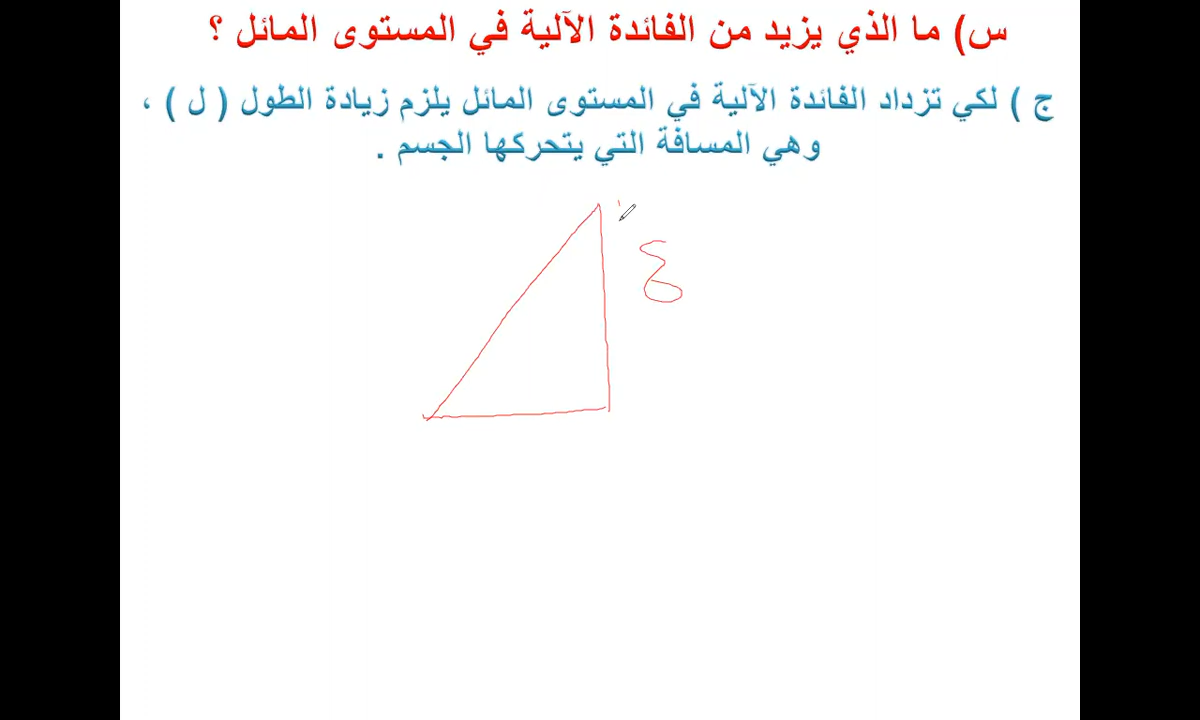 س) ما الذي يزيد من الفائدة الآلية في المستوى المائل ؟
ج ) لكي تزداد الفائدة الآلية في المستوى المائل يلزم زيادة الطول ( ل ) ،
وهي المسافة التي يتحركها الجسم .